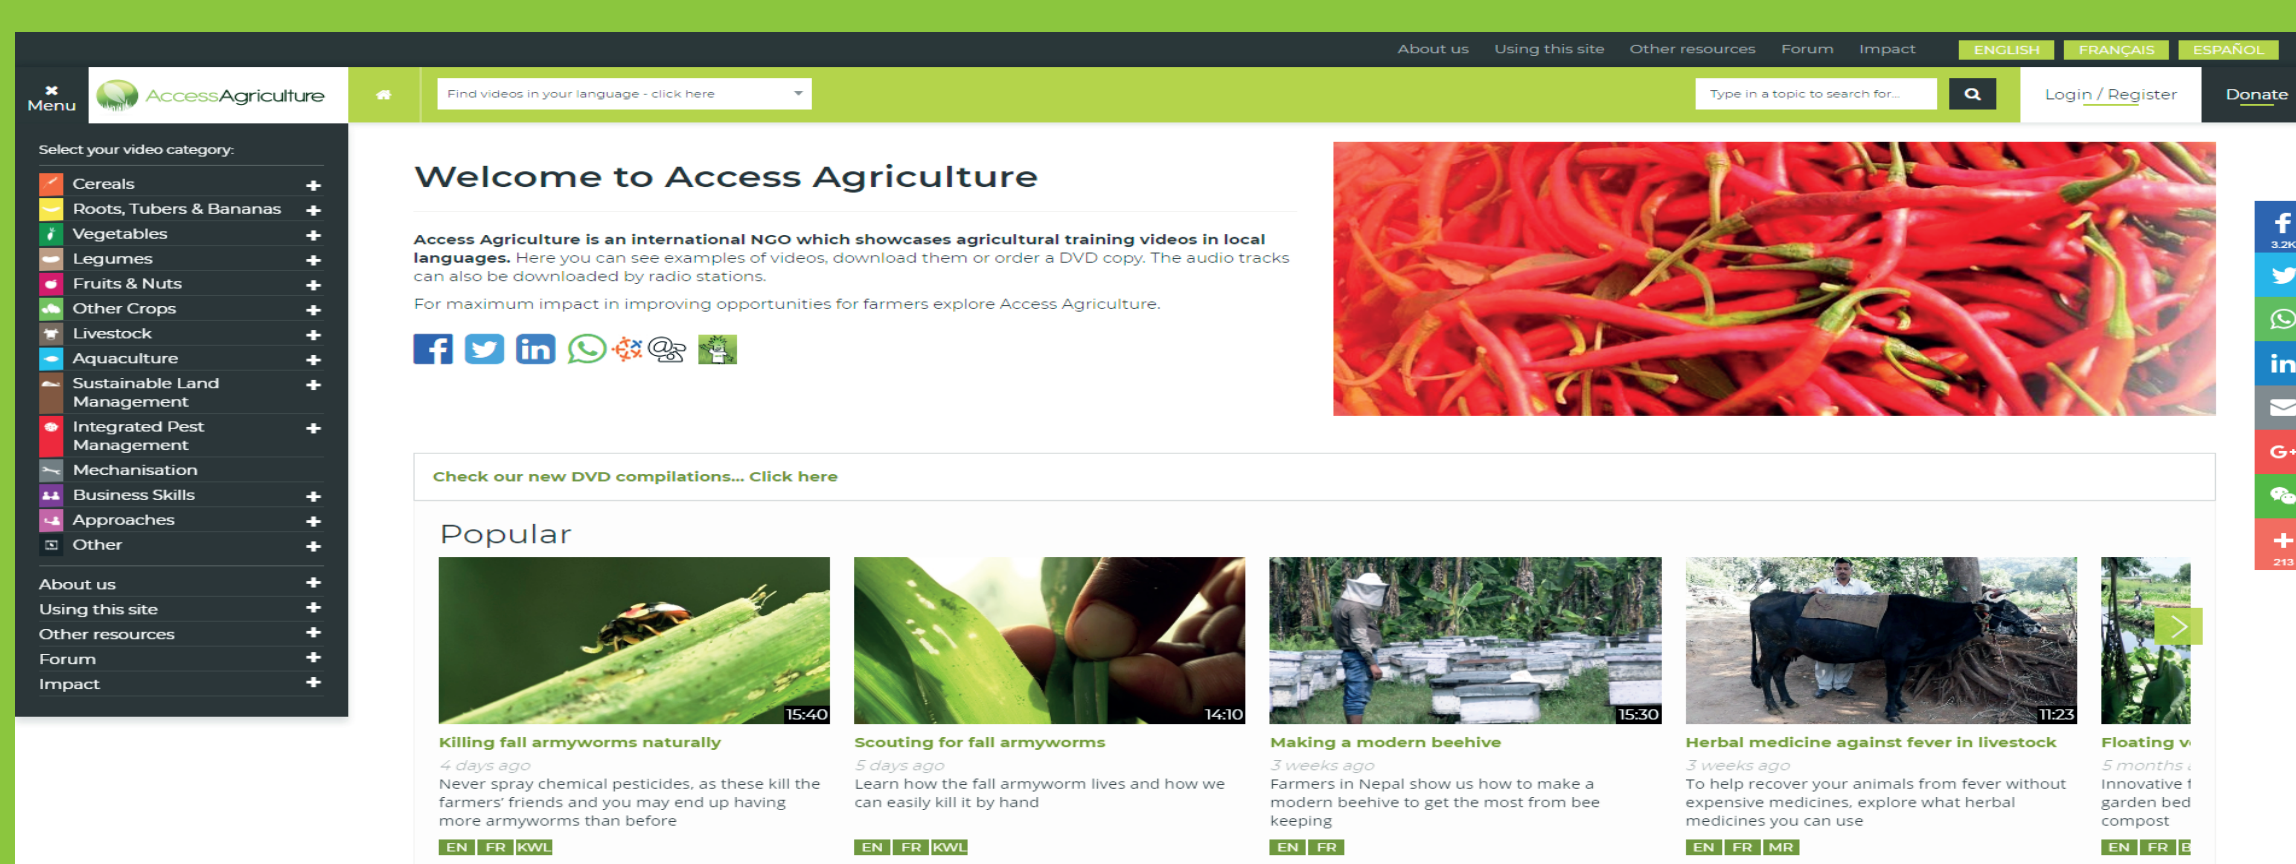 About us Using this site Other resources Forum Impact ENGLISH FRANÇAIS ESPAÑOL
Menu AccessAgriculture Find videos in your language - click here Type in a topic to search for... Login / Register Donate
Select your video category:
Cereals
Roots, Tubers & Bananas
Vegetables
Legumes
Fruits & Nuts
Other Crops
Livestock
Aquaculture
Sustainable Land
Management
Integrated Pest
Management
Mechanisation
Business Skills
Approaches
Other
About us
Using this site
Other resources
Forum
Impact
Welcome to Access Agriculture
Access Agriculture is an international NGO which showcases agricultural training videos in local
languages. Here you can see examples of videos, download them or order a DVD copy. The audio tracks
can also be downloaded by radio stations.
For maximum impact in improving opportunities for farmers explore Access Agriculture.
3.2K
213
Check our new DVD compilations... Click here
Popular
15:40
Killing fall armyworms naturally
4 days ago
Never spray chemical pesticides, as these kill the
farmers' friends and you may end up having
more armyworms than before
EN FR KWL
14:10
Scouting for fall armyworms
5 days ago
Learn how the fall armyworm lives and how we
can easily kill it by hand
EN FR KWL
15:30
Making a modern beehive
3 weeks ago
Farmers in Nepal show us how to make a
modern beehive to get the most from bee
keeping
EN FR
11:23
Herbal medicine against fever in livestock
3 weeks ago
To help recover your animals from fever without
expensive medicines, explore what herbal
medicines you can use
EN FR MR
Floating
5 months
Innovative
garden bed
compost
EN FR